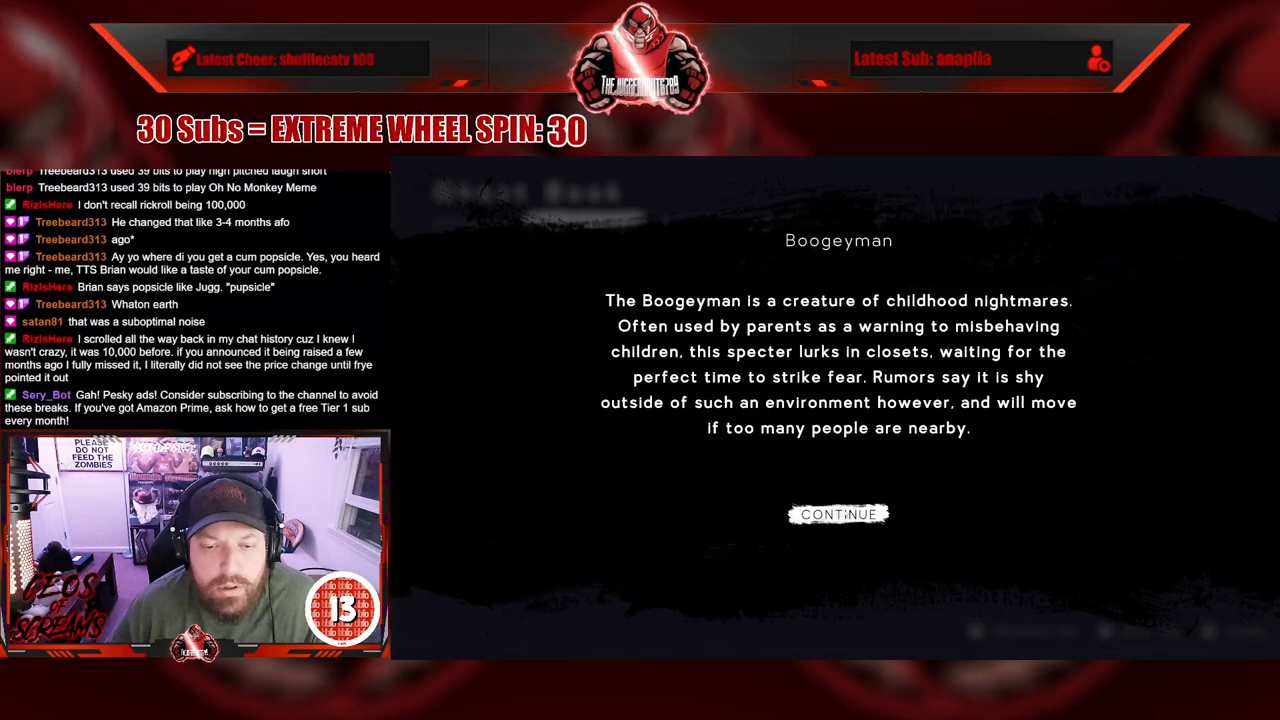 Latest Cheer: shufflecatv 100
THEJUGGERNAUT6789
Latest Sub: anaplia
30 Subs = EXTREME WHEEL SPIN: 30
blerp Treebeard313 used 39 bits to play high pitched laugh short
blerp Treebeard313 used 39 bits to play Oh No Monkey Meme
RizIsHere I don't recall rickroll being 100,000
Treebeard313 He changed that like 3-4 months afo
Treebeard313 ago*
Treebeard313 Ay yo where di you get a cum popsicle. Yes, you heard
me right - me, TTS Brian would like a taste of your cum popsicle.
RizIsHere Brian says popsicle like Jugg. "pupsicle"
Treebeard313 Whaton earth
satan81 that was a suboptimal noise
RizIsHere I scrolled all the way back in my chat history cuz I knew I
wasn't crazy, it was 10,000 before. if you announced it being raised a few
months ago I fully missed it, I literally did not see the price change until frye
pointed it out
Sery_Bot Gah! Pesky ads! Consider subscribing to the channel to avoid
these breaks. If you've got Amazon Prime, ask how to get a free Tier 1 sub
every month!
Boogeyman
The Boogeyman is a creature of childhood nightmares.
Often used by parents as a warning to misbehaving
children, this specter lurks in closets, waiting for the
perfect time to strike fear. Rumors say it is shy
outside of such an environment however, and will move
if too many people are nearby.
CONTINUE
PLEASE
DO NOT
FEED THE
ZOMBIES
CEOS
OF
SCREAMS
13